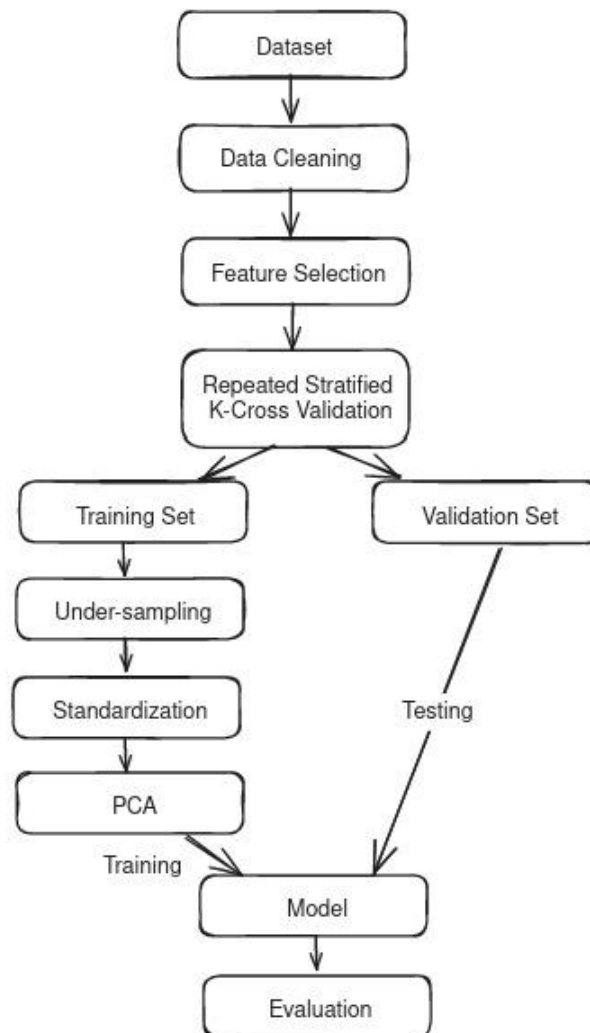 Dataset
Data Cleaning
Feature Selection
Repeated Stratified
K-Cross Validation
Training Set
Validation Set
Under-sampling
Standardization
Testing
PCA
Training
Model
Evaluation